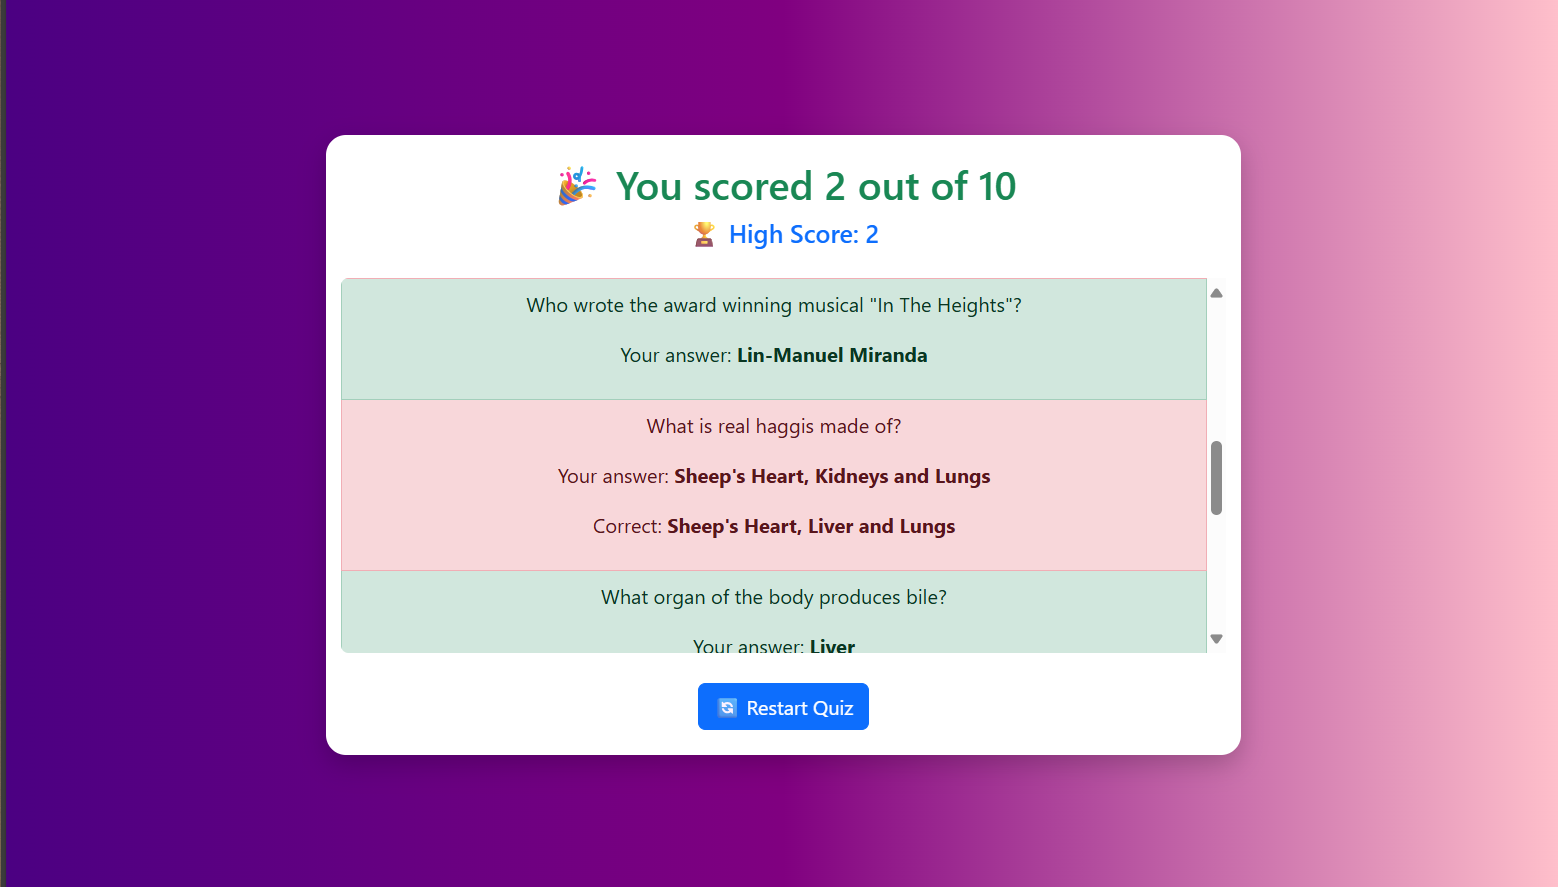 🎉 You scored 2 out of 10
🏆 High Score: 2
Who wrote the award winning musical "In The Heights"?
Your answer: Lin-Manuel Miranda
What is real haggis made of?
Your answer: Sheep's Heart, Kidneys and Lungs
Correct: Sheep's Heart, Liver and Lungs
What organ of the body produces bile?
Your answer: Liver
🔄 Restart Quiz